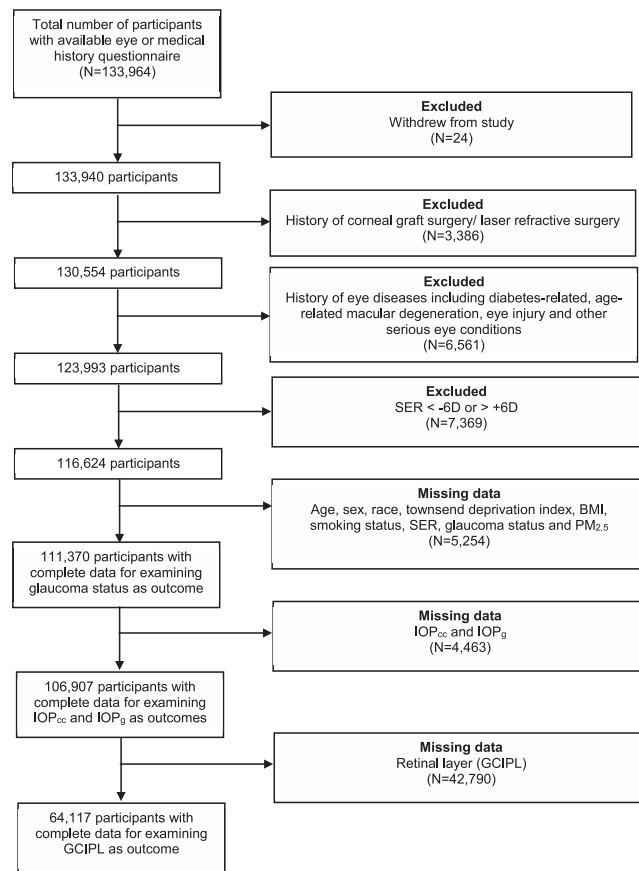 Total number of participants
with available eye or medical
history questionnaire
(N=133,964)
Excluded
Withdrew from study
(N=24)
133,940 participants
Excluded
History of corneal graft surgery/ laser refractive surgery
(N=3,386)
130,554 participants
Excluded
History of eye diseases including diabetes-related, age-
related macular degeneration, eye injury and other
serious eye conditions
(N=6,561)
123,993 participants
Excluded
SER < -6D or > +6D
(N=7,369)
116,624 participants
Missing data
Age, sex, race, townsend deprivation index, BMI,
smoking status, SER, glaucoma status and PM2.5
(N=5,254)
111,370 participants with
complete data for examining
glaucoma status as outcome
Missing data
IOPcc and IOPg
(N=4,463)
106,907 participants with
complete data for examining
IOPcc and IOPg as outcomes
Missing data
Retinal layer (GCIPL)
(N=42,790)
64,117 participants with
complete data for examining
GCIPL as outcome